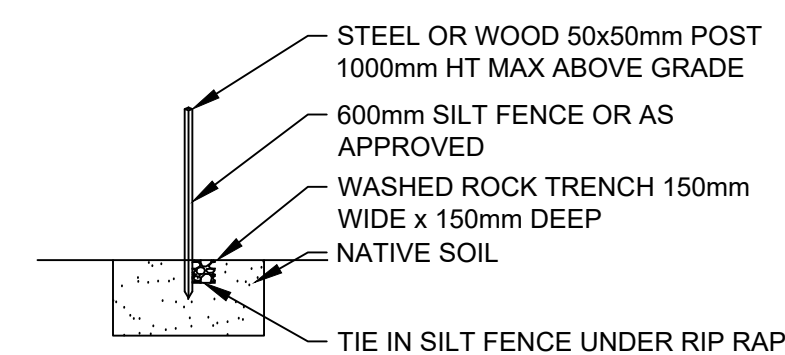 STEEL OR WOOD 50x50mm POST
1000mm HT MAX ABOVE GRADE
600mm SILT FENCE OR AS
APPROVED
WASHED ROCK TRENCH 150mm
WIDE x 150mm DEEP
NATIVE SOIL
TIE IN SILT FENCE UNDER RIP RAP